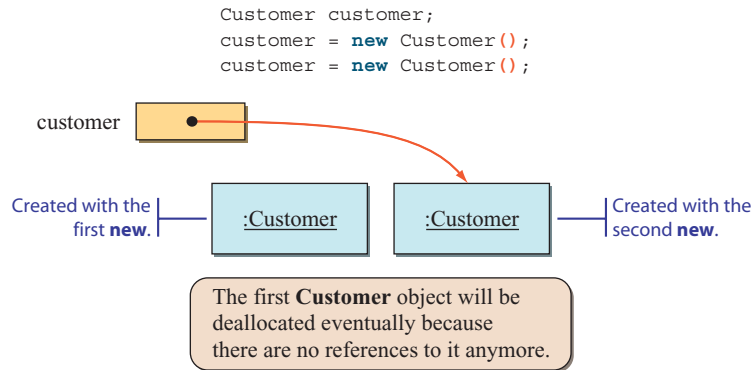 Customer customer;
customer = new Customer();
customer = new Customer();
customer
Created with the
first new.
:Customer
:Customer
Created with the
second new.
The first Customer object will be
deallocated eventually because
there are no references to it anymore.